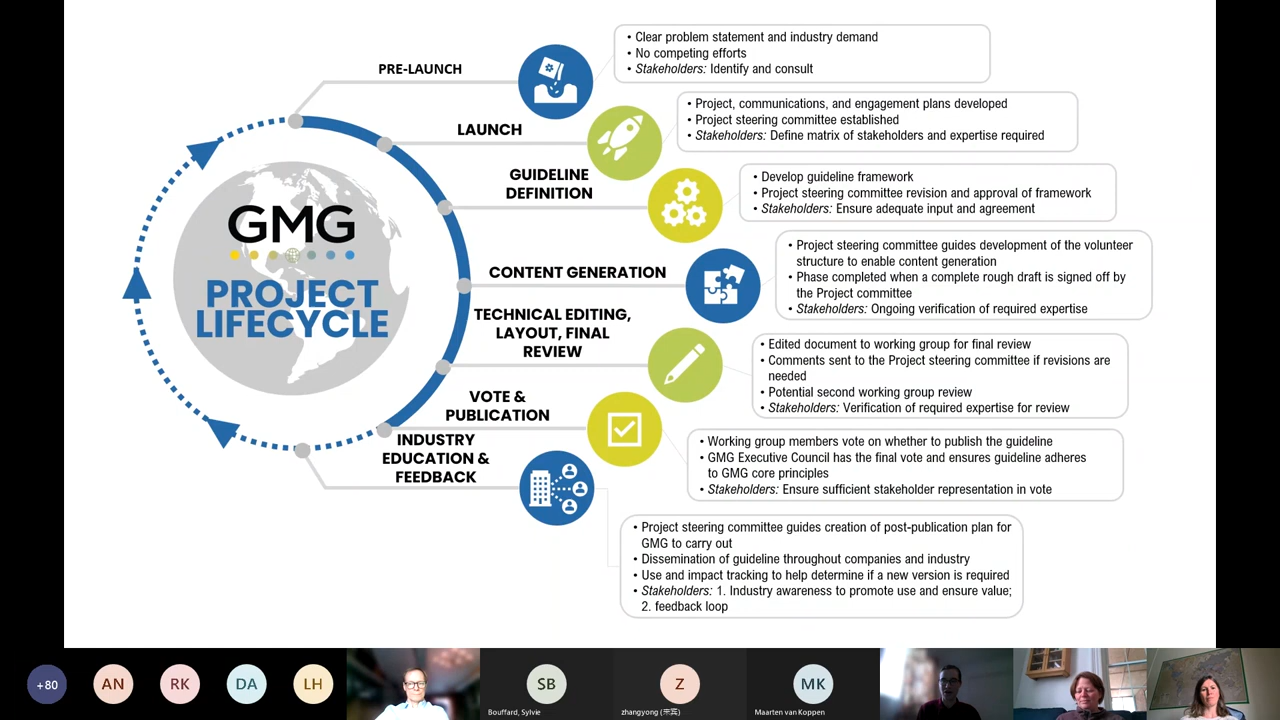 PRE-LAUNCH
• Clear problem statement and industry demand
• No competing efforts
• Stakeholders: Identify and consult
LAUNCH
• Project, communications, and engagement plans developed
• Project steering committee established
• Stakeholders: Define matrix of stakeholders and expertise required
GUIDELINE
DEFINITION
• Develop guideline framework
• Project steering committee revision and approval of framework
• Stakeholders: Ensure adequate input and agreement
GMG
PROJECT
LIFECYCLE
CONTENT GENERATION
• Project steering committee guides development of the volunteer
structure to enable content generation
• Phase completed when a complete rough draft is signed off by
the Project committee
• Stakeholders: Ongoing verification of required expertise
TECHNICAL EDITING,
LAYOUT, FINAL
REVIEW
• Edited document to working group for final review
• Comments sent to the Project steering committee if revisions are
needed
• Potential second working group review
• Stakeholders: Verification of required expertise for review
VOTE &
PUBLICATION
• Working group members vote on whether to publish the guideline
• GMG Executive Council has the final vote and ensures guideline adheres
to GMG core principles
• Stakeholders: Ensure sufficient stakeholder representation in vote
INDUSTRY
EDUCATION &
FEEDBACK
• Project steering committee guides creation of post-publication plan for
GMG to carry out
• Dissemination of guideline throughout companies and industry
• Use and impact tracking to help determine if a new version is required
• Stakeholders: 1. Industry awareness to promote use and ensure value;
2. feedback loop
+80
AN
RK
DA
LH
SB
Bouffard, Sylvie
Z
zhangyong (宋宾)
MK
Maarten van Koppen